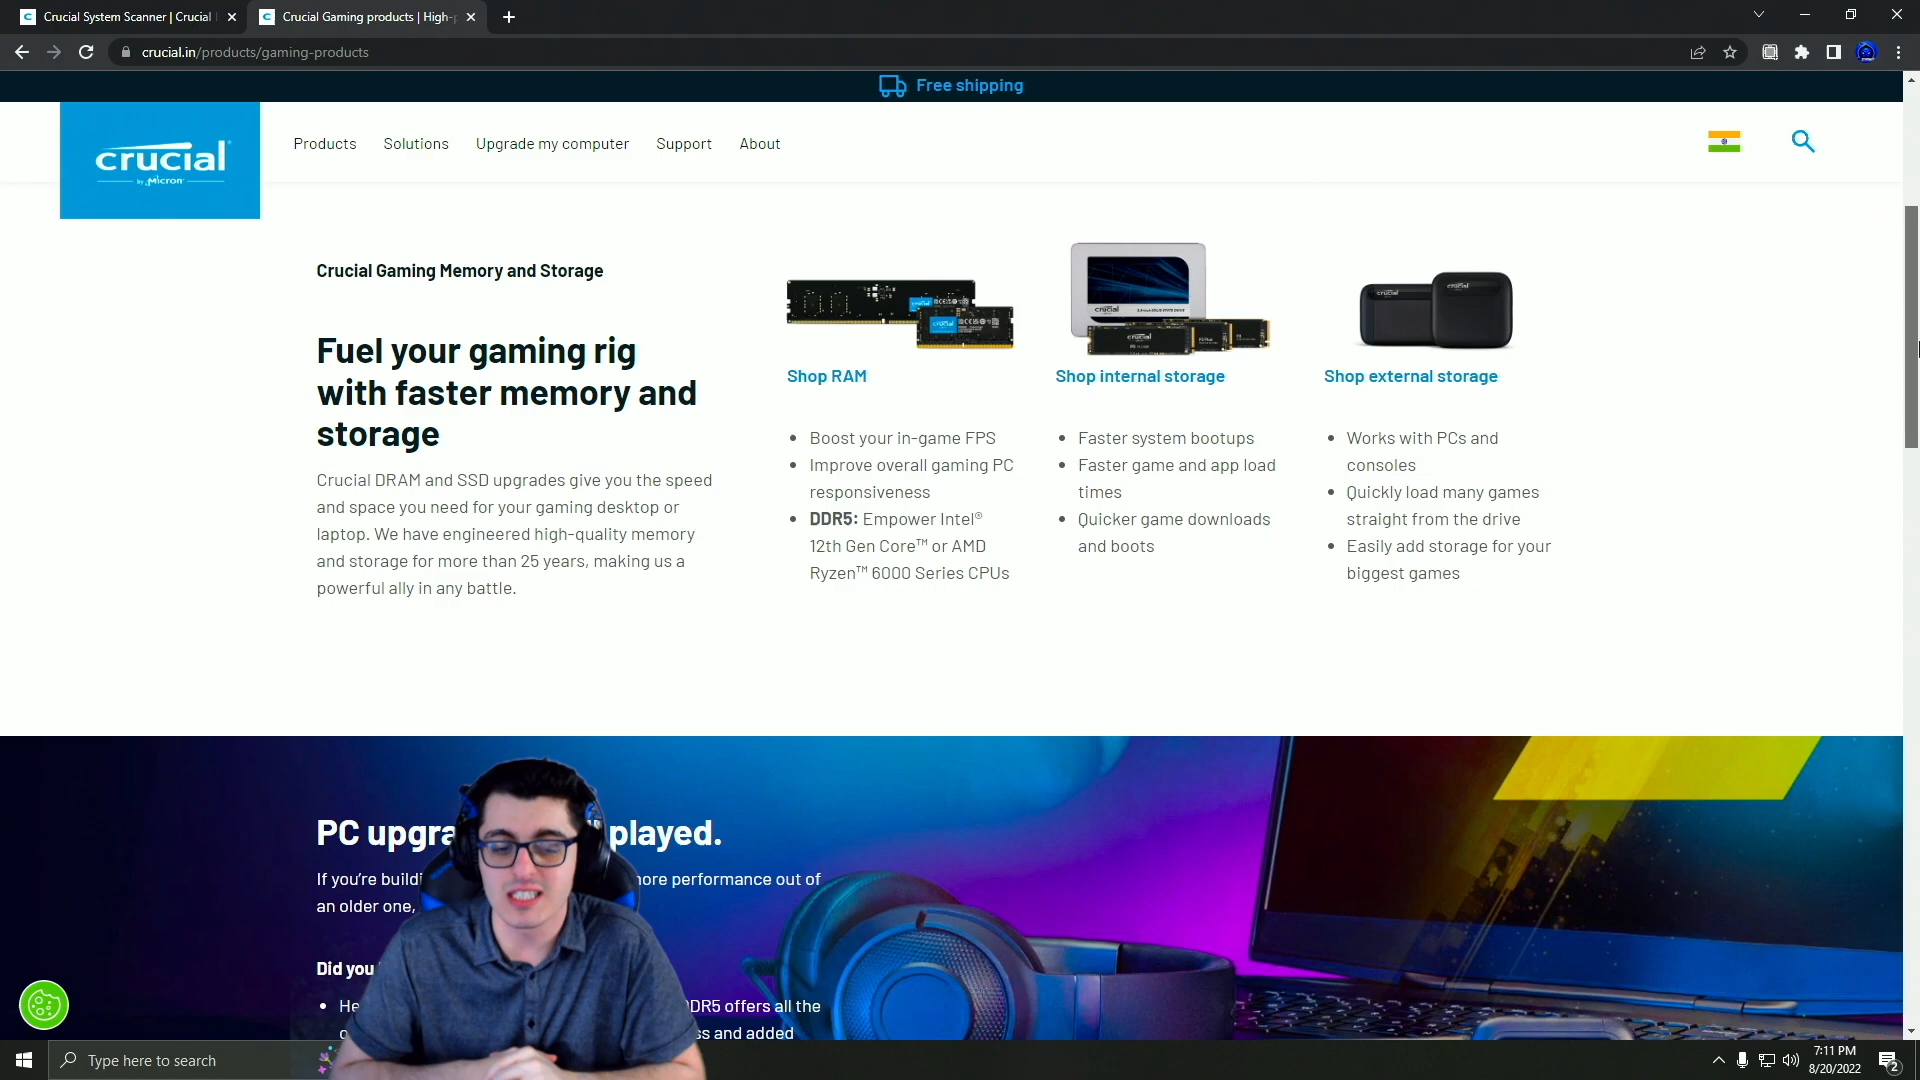 Crucial System Scanner | Crucial
Crucial Gaming products | High-p
crucial.in/products/gaming-products
Free shipping
crucial
by Micron
Products
Solutions
Upgrade my computer
Support
About
Crucial Gaming Memory and Storage
Fuel your gaming rig
with faster memory and
storage
Crucial DRAM and SSD upgrades give you the speed
and space you need for your gaming desktop or
laptop. We have engineered high-quality memory
and storage for more than 25 years, making us a
powerful ally in any battle.
Shop RAM
Boost your in-game FPS
Improve overall gaming PC
responsiveness
DDR5: Empower Intel®
12th Gen Core™ or AMD
Ryzen™ 6000 Series CPUs
Shop internal storage
Faster system bootups
Faster game and app load
times
Quicker game downloads
and boots
Shop external storage
Works with PCs and
consoles
Quickly load many games
straight from the drive
Easily add storage for your
biggest games
PC upgra played.
If you're buildi ore performance out of
an older one,
Did you
He DDR5 offers all the
ss and added
Type here to search
7:11 PM
8/20/2022
2